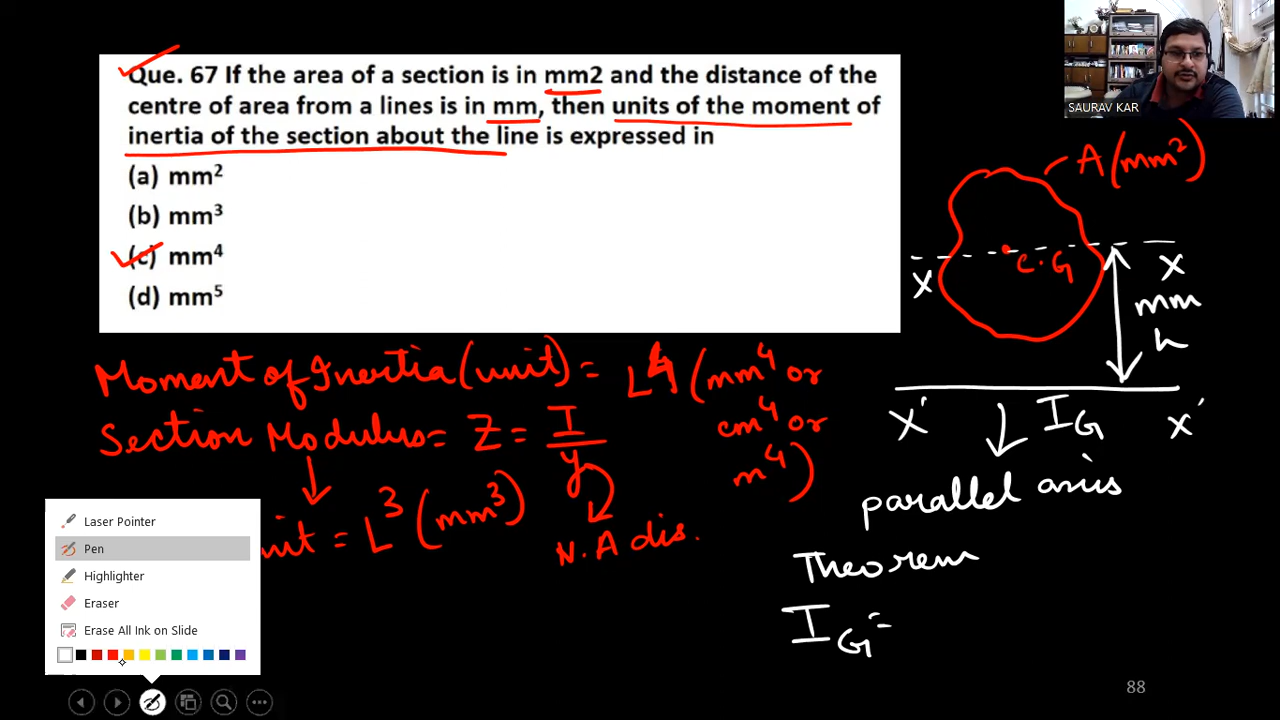 Que. 67 If the area of a section is in mm2 and the distance of the
centre of area from a lines is in mm, then units of the moment of
inertia of the section about the line is expressed in
(a) mm²
(b) mm³
(c) mm⁴
(d) mm⁵
SAURAV KAR
A (mm²)
C.G
X
X
mm
h
X'
X'
I_G
parallel axis
Theorem
I_G =
Moment of Inertia (unit) = L4 (mm⁴ or
cm⁴ or
m⁴)
Section Modulus = Z = I/y
nit = L³ (mm³)
N.A dis.
Laser Pointer
Pen
Highlighter
Eraser
Erase All Ink on Slide
88